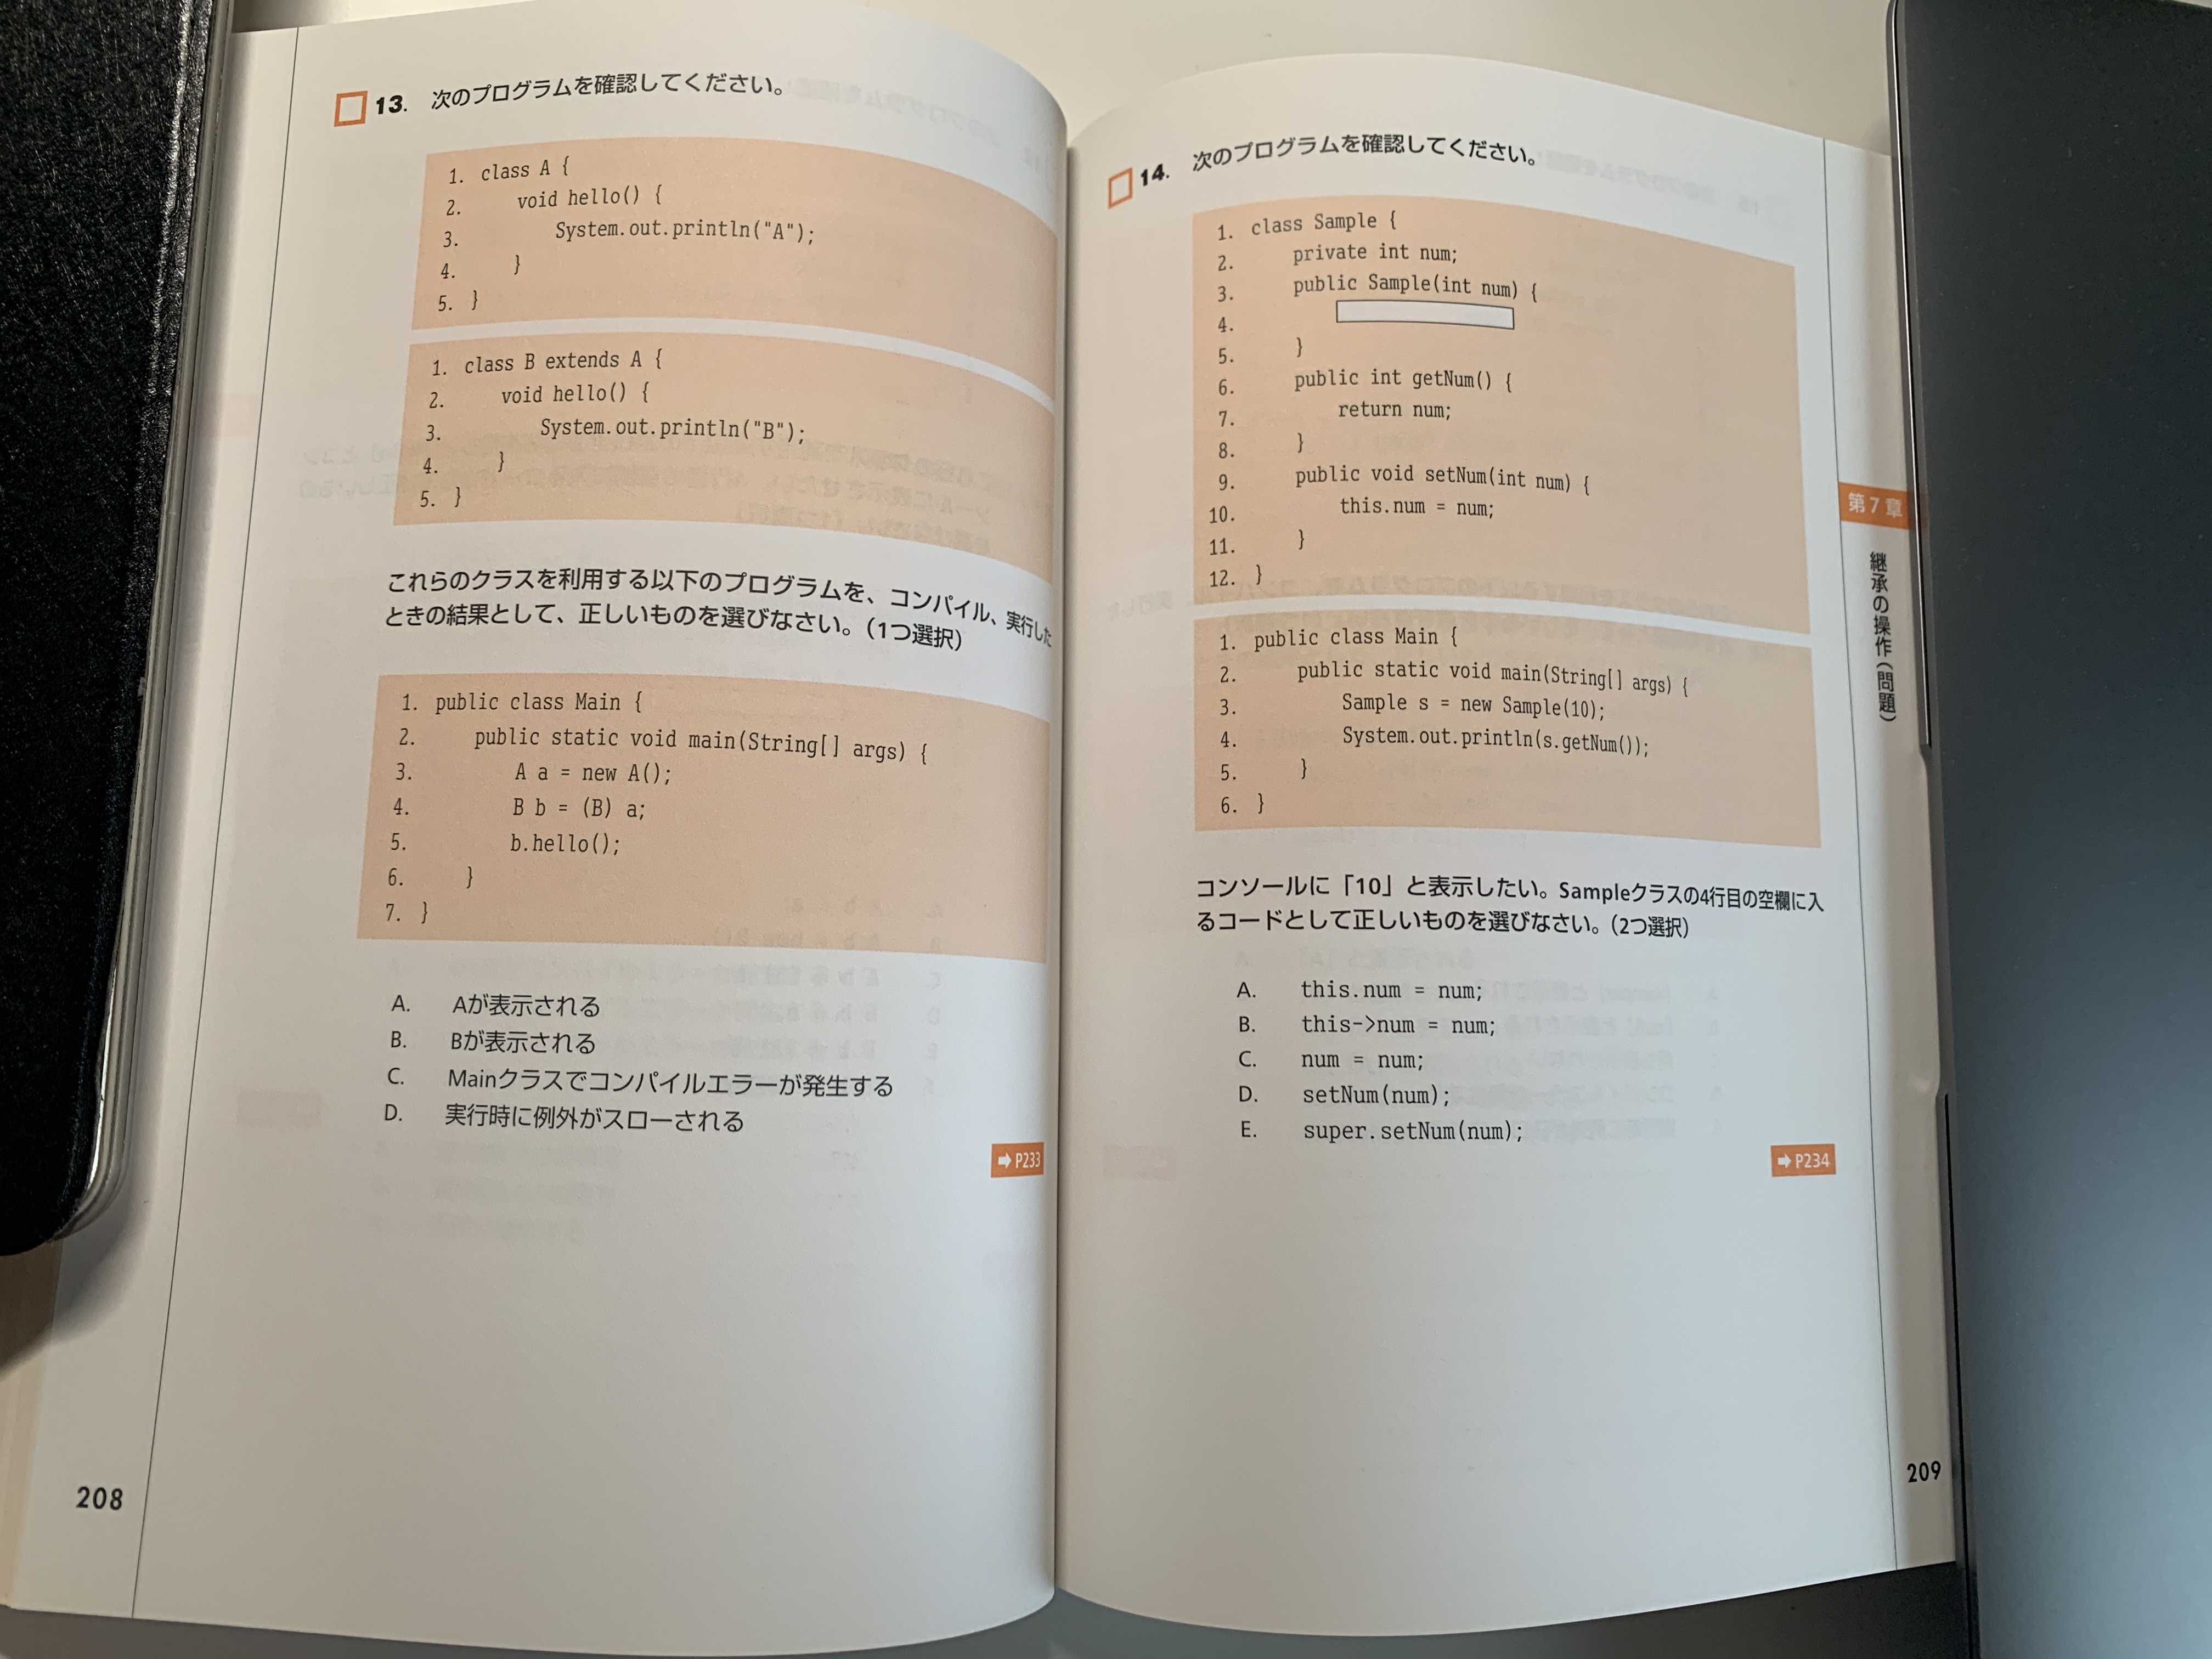 13. 次のプログラムを確認してください。
1. class A {
2. void hello() {
3. System.out.println("A");
4. }
5. }
1. class B extends A {
2. void hello() {
3. System.out.println("B");
4. }
5. }
これらのクラスを利用する以下のプログラムを、コンパイル、実行した
ときの結果として、正しいものを選びなさい。(1つ選択)
1. public class Main {
2. public static void main(String[] args) {
3. A a = new A();
4. B b = (B) a;
5. b.hello();
6. }
7. }
A. Aが表示される
B. Bが表示される
C. Mainクラスでコンパイルエラーが発生する
D. 実行時に例外がスローされる
➡ P233
208
14. 次のプログラムを確認してください。
1. class Sample {
2. private int num;
3. public Sample(int num) {
4.
5. }
6. public int getNum() {
7. return num;
8. }
9. public void setNum(int num) {
10. this.num = num;
11. }
12. }
1. public class Main {
2. public static void main(String[] args) {
3. Sample s = new Sample(10);
4. System.out.println(s.getNum());
5. }
6. }
コンソールに「10」と表示したい。Sampleクラスの4行目の空欄に入
るコードとして正しいものを選びなさい。(2つ選択)
A. this.num = num;
B. this->num = num;
C. num = num;
D. setNum(num);
E. super.setNum(num);
➡ P234
第7章
継承の操作(問題)
209